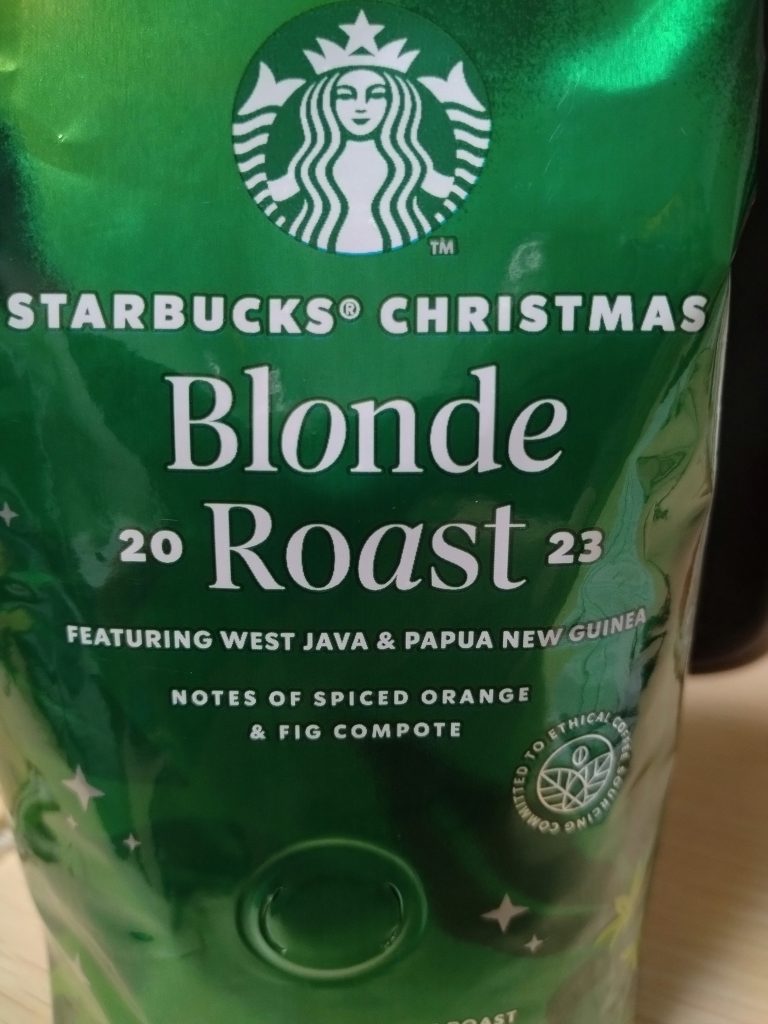 TM
STARBUCKS® CHRISTMAS
Blonde
20 Roast 23
FEATURING WEST JAVA & PAPUA NEW GUINEA
NOTES OF SPICED ORANGE
& FIG COMPOTE
COMMITTED TO ETHICAL COFFEE SOURCING
ROAST